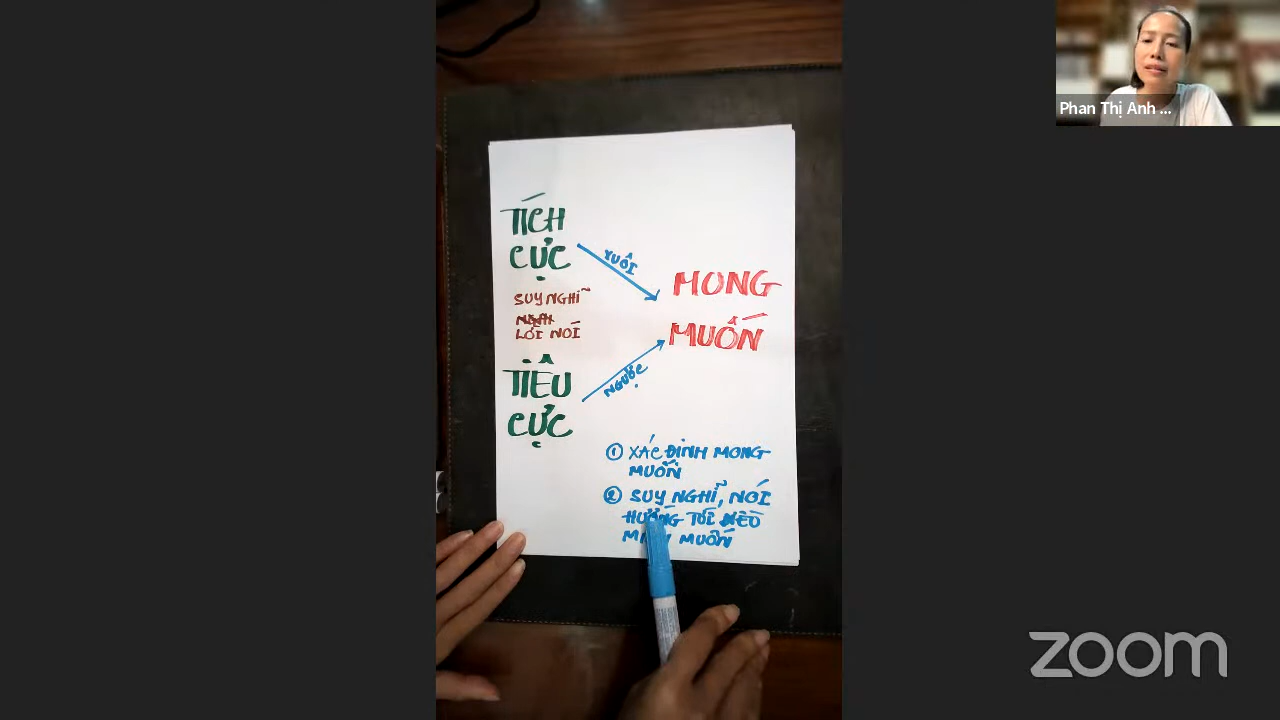 TÍCH
CỰC
SUY NGHĨ
LỜI NÓI
TIÊU
CỰC
XUÔI
NGƯỢC
MONG
MUỐN
① XÁC ĐỊNH MONG
MUỐN
② SUY NGHĨ, NÓI
HƯỚNG TỚI
MUỐN
Phan Thị Anh ...
zoom